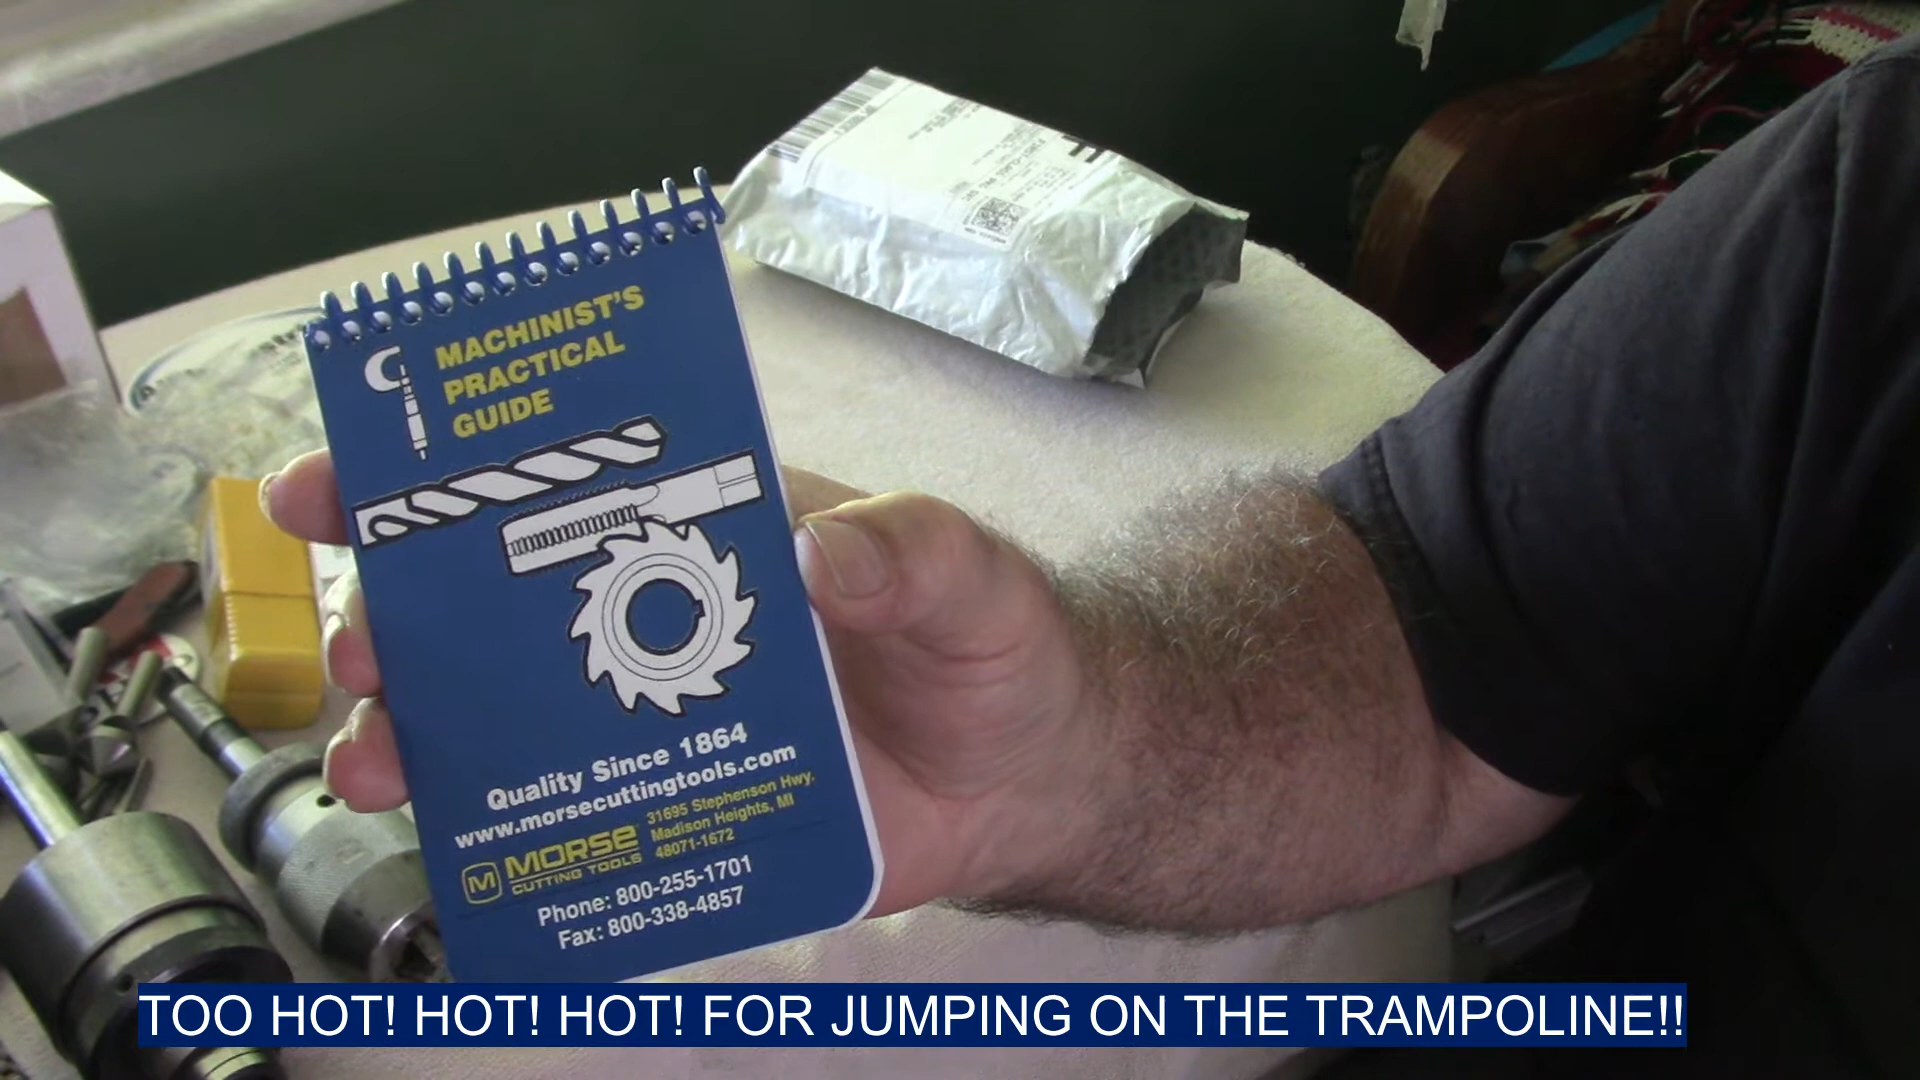 MACHINIST'S
PRACTICAL
GUIDE
Quality Since 1864
www.morsecuttingtools.com
M MORSE
CUTTING TOOLS
31695 Stephenson Hwy.
Madison Heights, MI
48071-1672
Phone: 800-255-1701
Fax: 800-338-4857
TOO HOT! HOT! HOT! FOR JUMPING ON THE TRAMPOLINE!!